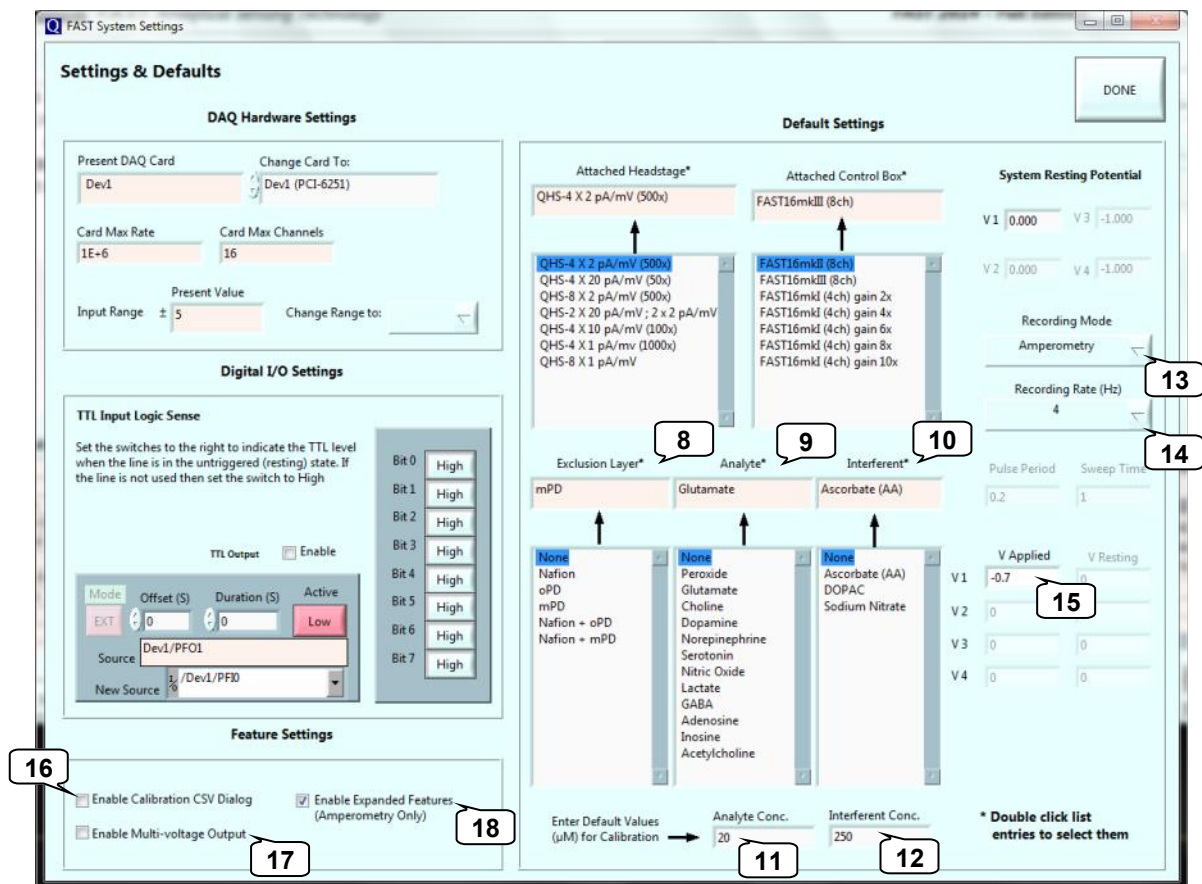 FAST System Settings
Settings & Defaults
DONE
DAQ Hardware Settings
Present DAQ Card
Dev1
Change Card To:
Dev1 (PCI-6251)
Card Max Rate
1E+6
Card Max Channels
16
Present Value
Input Range ± 5
Change Range to:
Digital I/O Settings
TTL Input Logic Sense
Set the switches to the right to indicate the TTL level
when the line is in the untriggered (resting) state. If
the line is not used then set the switch to High
Bit 0 High
Bit 1 High
Bit 2 High
Bit 3 High
Bit 4 High
Bit 5 High
Bit 6 High
Bit 7 High
TTL Output Enable
Mode
EXT
Offset (S)
0
Duration (S)
0
Active
Low
Source Dev1/PFO1
New Source /Dev1/PFI0
Feature Settings
16
Enable Calibration CSV Dialog
Enable Multi-voltage Output
17
Enable Expanded Features
(Amperometry Only)
18
Default Settings
Attached Headstage*
QHS-4 X 2 pA/mV (500x)
QHS-4 X 2 pA/mV (500x)
QHS-4 X 20 pA/mV (50x)
QHS-8 X 2 pA/mV (500x)
QHS-2 X 20 pA/mV ; 2 x 2 pA/mV
QHS-4 X 10 pA/mV (100x)
QHS-4 X 1 pA/mv (1000x)
QHS-8 X 1 pA/mV
Attached Control Box*
FAST16mkIII (8ch)
FAST16mkII (8ch)
FAST16mkIII (8ch)
FAST16mkI (4ch) gain 2x
FAST16mkI (4ch) gain 4x
FAST16mkI (4ch) gain 6x
FAST16mkI (4ch) gain 8x
FAST16mkI (4ch) gain 10x
System Resting Potential
V 1 0.000
V 3 -1.000
V 2 0.000
V 4 -1.000
Recording Mode
Amperometry
13
Recording Rate (Hz)
4
14
Pulse Period
0.2
Sweep Time
1
8
Exclusion Layer*
mPD
None
Nafion
oPD
mPD
Nafion + oPD
Nafion + mPD
9
Analyte*
Glutamate
None
Peroxide
Glutamate
Choline
Dopamine
Norepinephrine
Serotonin
Nitric Oxide
Lactate
GABA
Adenosine
Inosine
Acetylcholine
10
Interferent*
Ascorbate (AA)
None
Ascorbate (AA)
DOPAC
Sodium Nitrate
V Applied
V Resting
V 1 -0.7 0
15
V 2 0 0
V 3 0 0
V 4 0 0
Enter Default Values
(µM) for Calibration
Analyte Conc.
20
11
Interferent Conc.
250
12
* Double click list
entries to select them